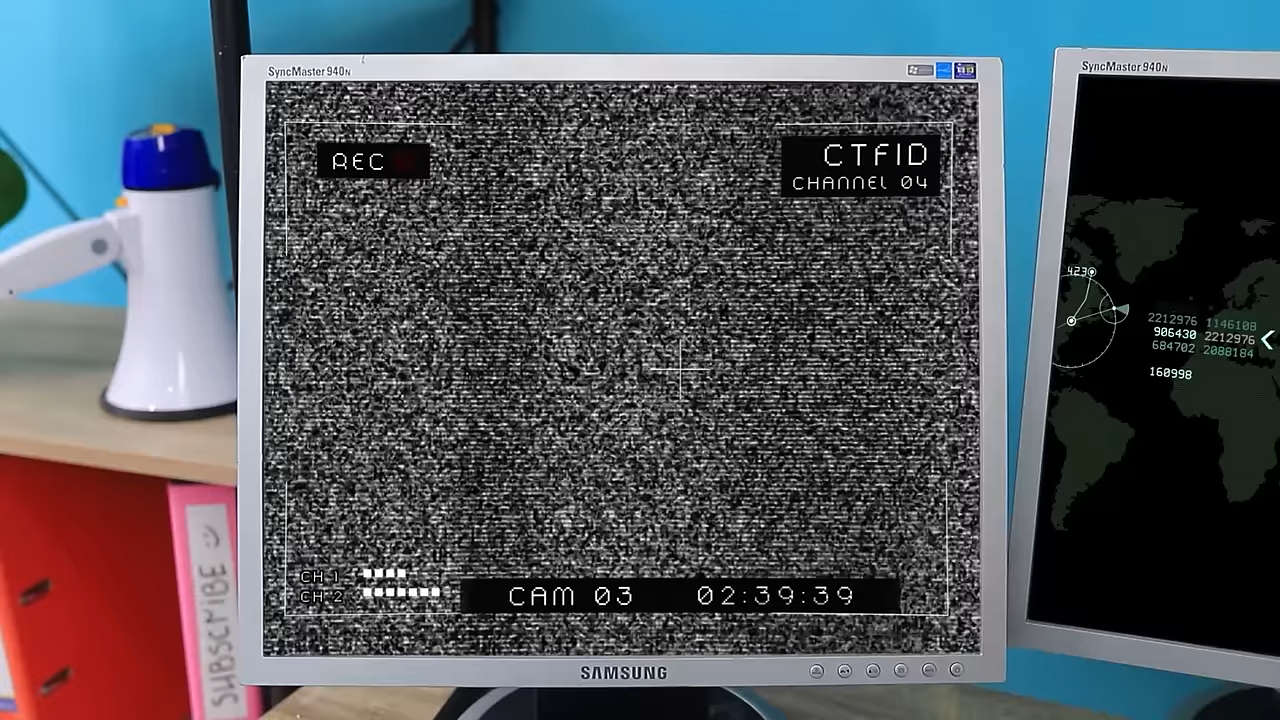 SyncMaster 940N
REC
CTFID
CHANNEL 04
CH 1
CH 2
CAM 03 02:39:39
SAMSUNG
SyncMaster 940N
423
2212976 1146108
906430 2212976
684702 2088184
160998
SUBSCRIBE